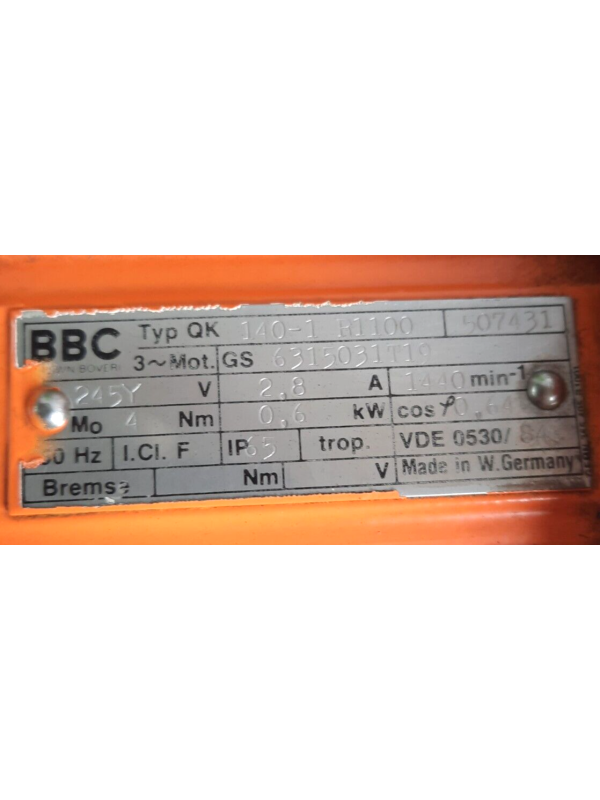 BBC Typ QK 140-1 R1100 507431
3~Mot. GS
245Y V 2,8 A 1440 min-1
Mo 4 Nm 0,6 kW cos φ
Hz I.Cl. F IP 65 trop. VDE 0530/
Bremse Nm V Made in W.Germany